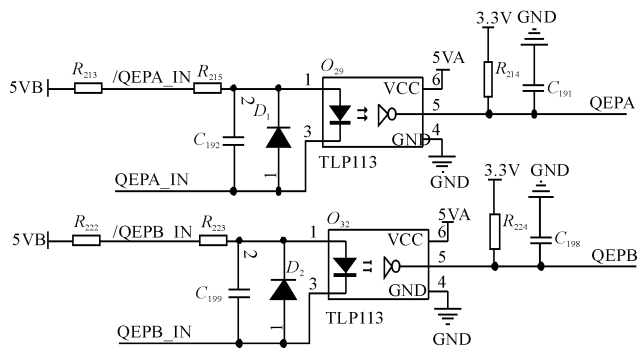 3.3V GND
O29
5VA
5VB R213 /QEPA_IN R215 1 VCC 6 R214 C191
2 D1 5 QEPA
C192 3 GND 4
1 TLP113 GND
QEPA_IN
3.3V GND
O32
5VA
5VB R222 /QEPB_IN R223 1 VCC 6 R224 C198
2 D2 5 QEPB
C199 3 GND 4
1 TLP113 GND
QEPB_IN